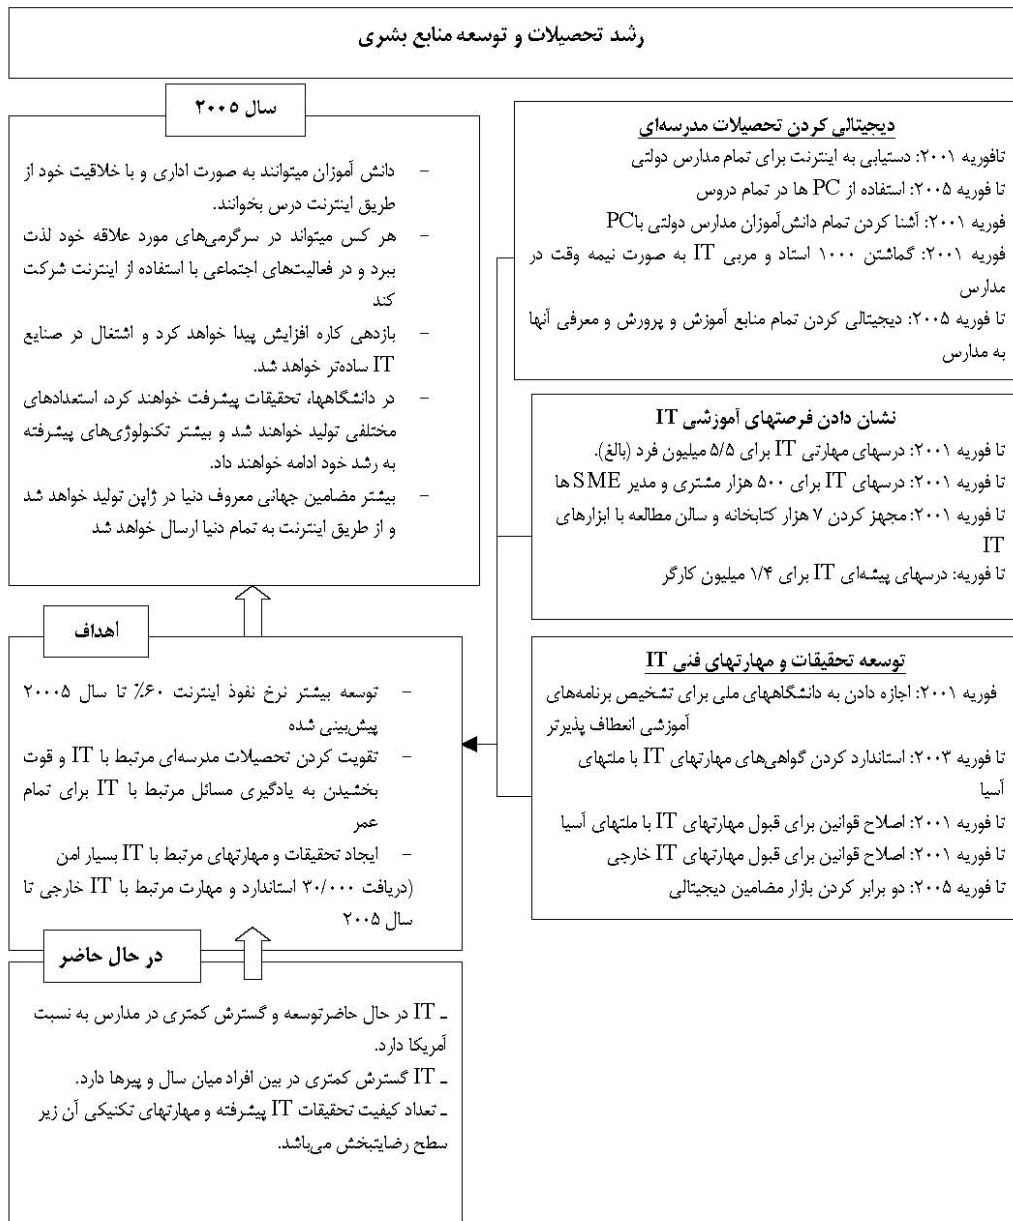 رشد تحصیلات و توسعه منابع بشری
دیجیتالی کردن تحصیلات مدرسه‌ای
تافوریه ۲۰۰۱: دستیابی به اینترنت برای تمام مدارس دولتی
تا فوریه ۲۰۰۵: استفاده از PC ها در تمام دروس
فوریه ۲۰۰۱: آشنا کردن تمام دانش‌آموزان مدارس دولتی باPC
فوریه ۲۰۰۱: گماشتن ۱۰۰۰ استاد و مربی IT به صورت نیمه وقت در
مدارس
تا فوریه ۲۰۰۵: دیجیتالی کردن تمام منابع آموزش و پرورش و معرفی آنها
به مدارس
نشان دادن فرصتهای آموزشی IT
تا فوریه ۲۰۰۱: درسهای مهارتی IT برای ۵/۵ میلیون فرد (بالغ).
تا فوریه ۲۰۰۱: درسهای IT برای ۵۰۰ هزار مشتری و مدیر SME ها
تا فوریه ۲۰۰۱: مجهز کردن ۷ هزار کتابخانه و سالن مطالعه با ابزارهای
IT
تا فوریه: درسهای پیشه‌ای IT برای ۱/۴ میلیون کارگر
توسعه تحقیقات و مهارتهای فنی IT
فوریه ۲۰۰۱: اجازه دادن به دانشگاههای ملی برای تشخیص برنامه‌های
آموزشی انعطاف پذیرتر
تا فوریه ۲۰۰۳: استاندارد کردن گواهی‌های مهارتهای IT با ملتهای
آسیا
تا فوریه ۲۰۰۱: اصلاح قوانین برای قبول مهارتهای IT با ملتهای آسیا
تا فوریه ۲۰۰۱: اصلاح قوانین برای قبول مهارتهای IT خارجی
تا فوریه ۲۰۰۵: دو برابر کردن بازار مضامین دیجیتالی
سال ۲۰۰۵
- دانش آموزان میتوانند به صورت اداری و با خلاقیت خود از
طریق اینترنت درس بخوانند.
- هر کس میتواند در سرگرمی‌های مورد علاقه خود لذت
ببرد و در فعالیت‌های اجتماعی با استفاده از اینترنت شرکت
کند
- بازدهی کاره افزایش پیدا خواهد کرد و اشتغال در صنایع
IT ساده‌تر خواهد شد.
- در دانشگاهها، تحقیقات پیشرفت خواهند کرد، استعدادهای
مختلفی تولید خواهند شد و بیشتر تکنولوژی‌های پیشرفته
به رشد خود ادامه خواهند داد.
- بیشتر مضامین جهانی معروف دنیا در ژاپن تولید خواهد شد
و از طریق اینترنت به تمام دنیا ارسال خواهد شد
اهداف
- توسعه بیشتر نرخ نفوذ اینترنت ۶۰٪ تا سال ۲۰۰۰۵
پیش‌بینی شده
- تقویت کردن تحصیلات مدرسه‌ای مرتبط با IT و قوت
بخشیدن به یادگیری مسائل مرتبط با IT برای تمام
عمر
- ایجاد تحقیقات و مهارتهای مرتبط با IT بسیار امن
(دریافت ۳۰/۰۰۰ استاندارد و مهارت مرتبط با IT خارجی تا
سال ۲۰۰۵
در حال حاضر
ـ IT در حال حاضرتوسعه و گسترش کمتری در مدارس به نسبت
آمریکا دارد.
ـ IT گسترش کمتری در بین افراد میان سال و پیرها دارد.
ـ تعداد کیفیت تحقیقات IT پیشرفته و مهارتهای تکنیکی آن زیر
سطح رضایتبخش می‌باشد.